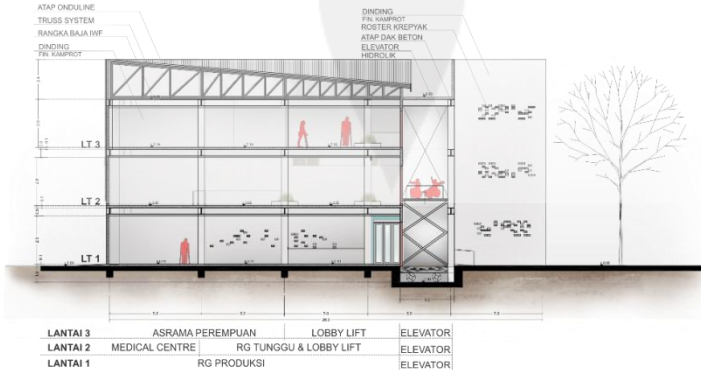 ATAP ONDULINE
TRUSS SYSTEM
RANGKA BAJA IWF
DINDING
FIN. KAMPROT
DINDING
FIN. KAMPROT
ROSTER KREPYAK
ATAP DAK BETON
ELEVATOR
HIDROLIK
LT 3
LT 2
LT 1
LANTAI 3 ASRAMA PEREMPUAN LOBBY LIFT ELEVATOR
LANTAI 2 MEDICAL CENTRE RG TUNGGU & LOBBY LIFT ELEVATOR
LANTAI 1 RG PRODUKSI ELEVATOR